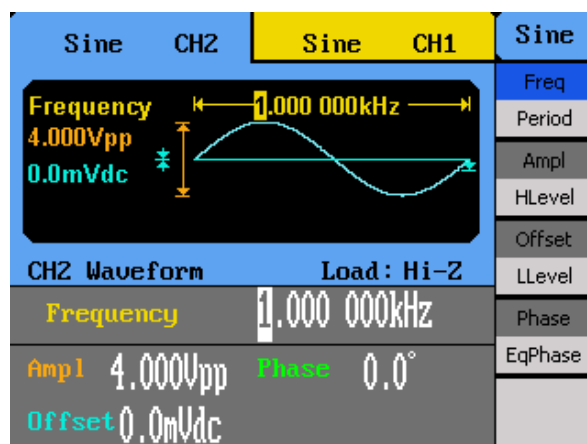 Sine CH2 Sine CH1 Sine
Freq
Period
Ampl
HLevel
Offset
LLevel
Phase
EqPhase
Frequency 1.000 000kHz
4.000Vpp
0.0mVdc
CH2 Waveform Load: Hi-Z
Frequency 1.000 000kHz
Ampl 4.000Vpp Phase 0.0°
Offset 0.0mVdc